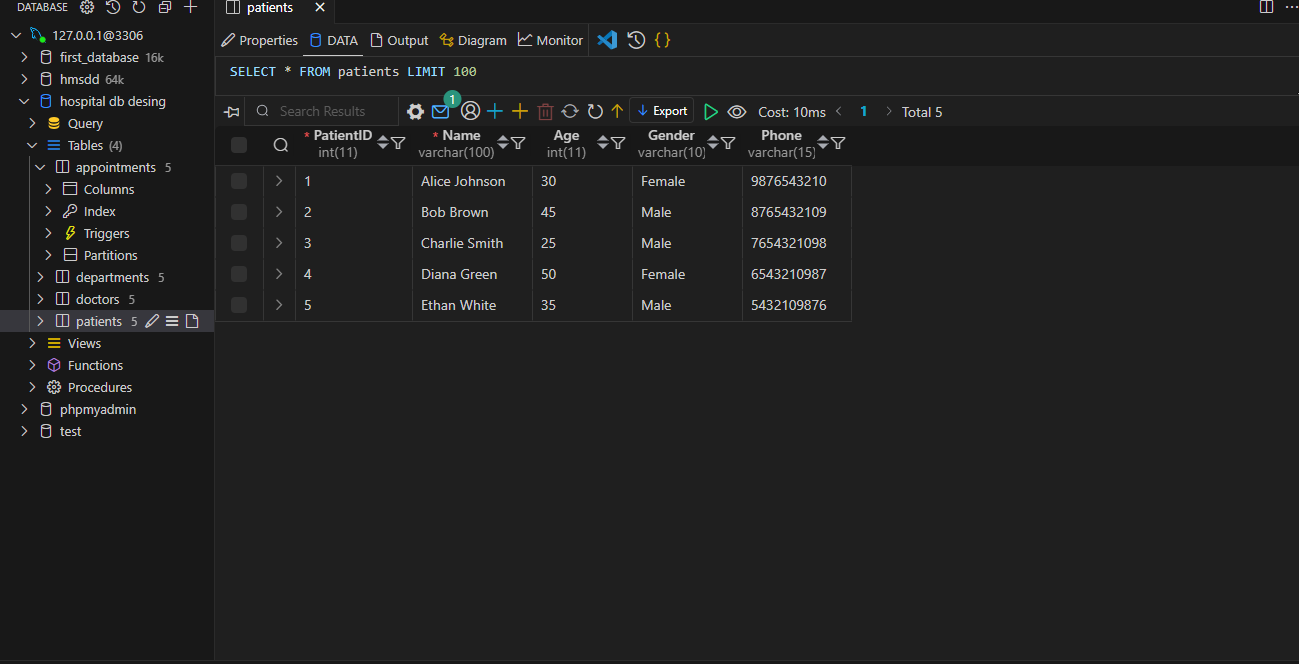 DATABASE
127.0.0.1@3306
first_database 16k
hmsdd 64k
hospital db desing
Query
Tables (4)
appointments 5
Columns
Index
Triggers
Partitions
departments 5
doctors 5
patients 5
Views
Functions
Procedures
phpmyadmin
test
patients
Properties DATA Output Diagram Monitor
SELECT * FROM patients LIMIT 100
Search Results 1 Export Cost: 10ms 1 Total 5
* PatientID * Name Age Gender Phone
int(11) varchar(100) int(11) varchar(10) varchar(15)
1 Alice Johnson 30 Female 9876543210
2 Bob Brown 45 Male 8765432109
3 Charlie Smith 25 Male 7654321098
4 Diana Green 50 Female 6543210987
5 Ethan White 35 Male 5432109876